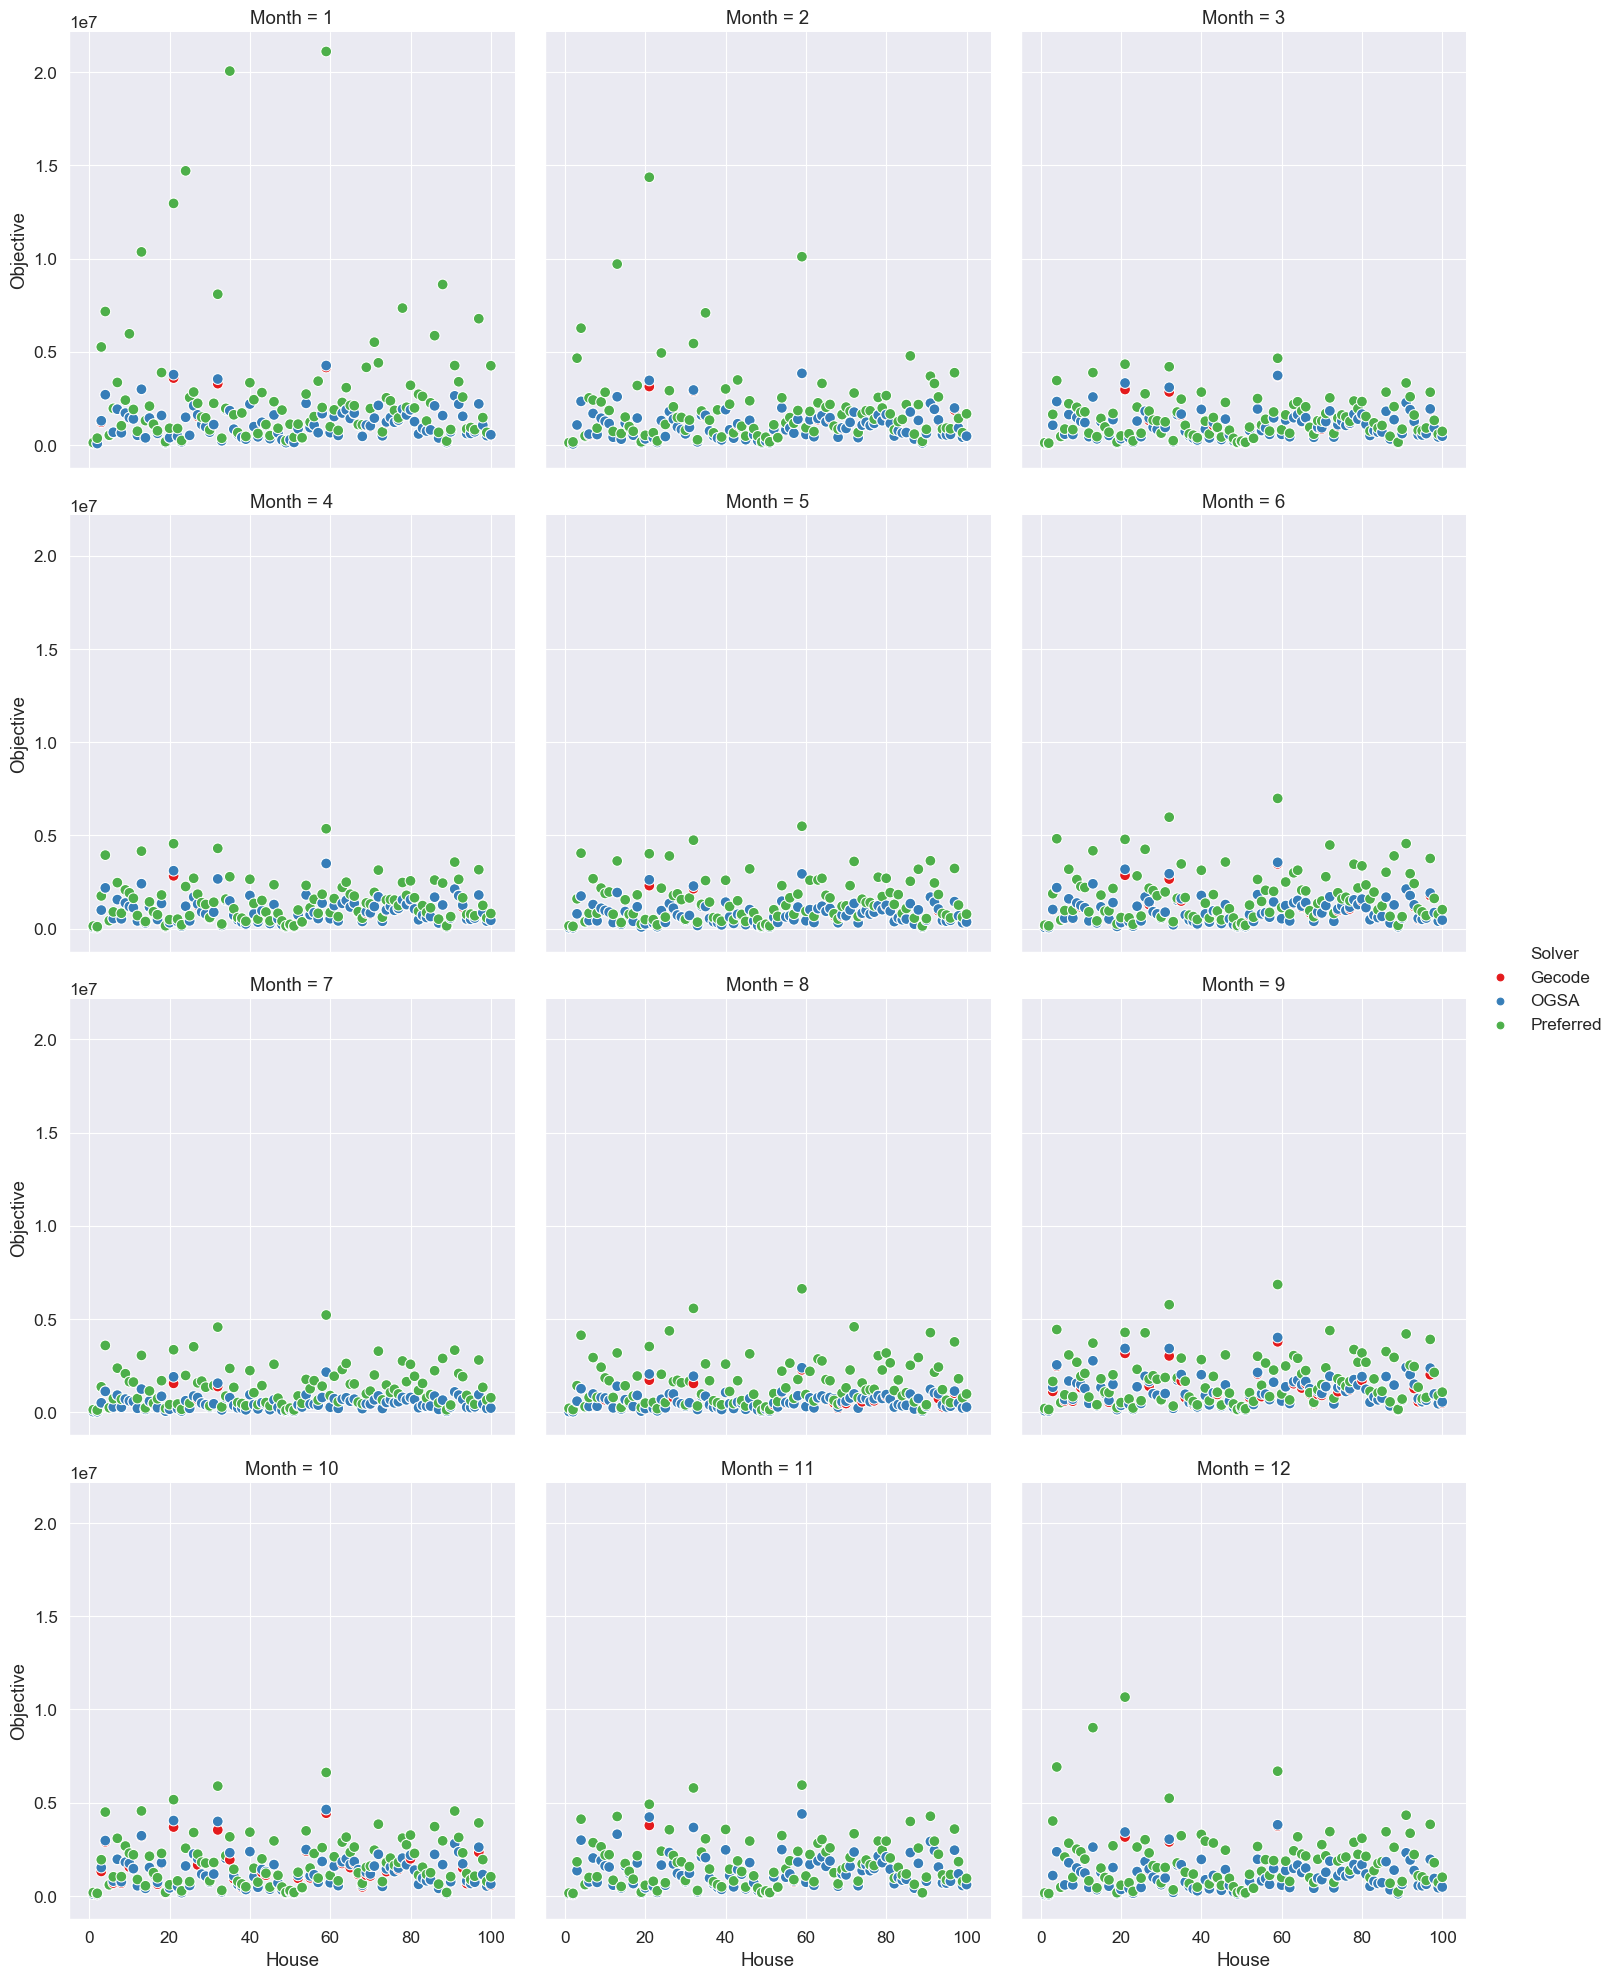 Month = 1
Month = 2
Month = 3
1e7
2.0
1.5
1.0
0.5
0.0
Objective
Month = 4
Month = 5
Month = 6
1e7
2.0
1.5
1.0
0.5
0.0
Objective
Solver
Gecode
OGSA
Preferred
Month = 7
Month = 8
Month = 9
1e7
2.0
1.5
1.0
0.5
0.0
Objective
Month = 10
Month = 11
Month = 12
1e7
2.0
1.5
1.0
0.5
0.0
Objective
0 20 40 60 80 100
0 20 40 60 80 100
0 20 40 60 80 100
House
House
House